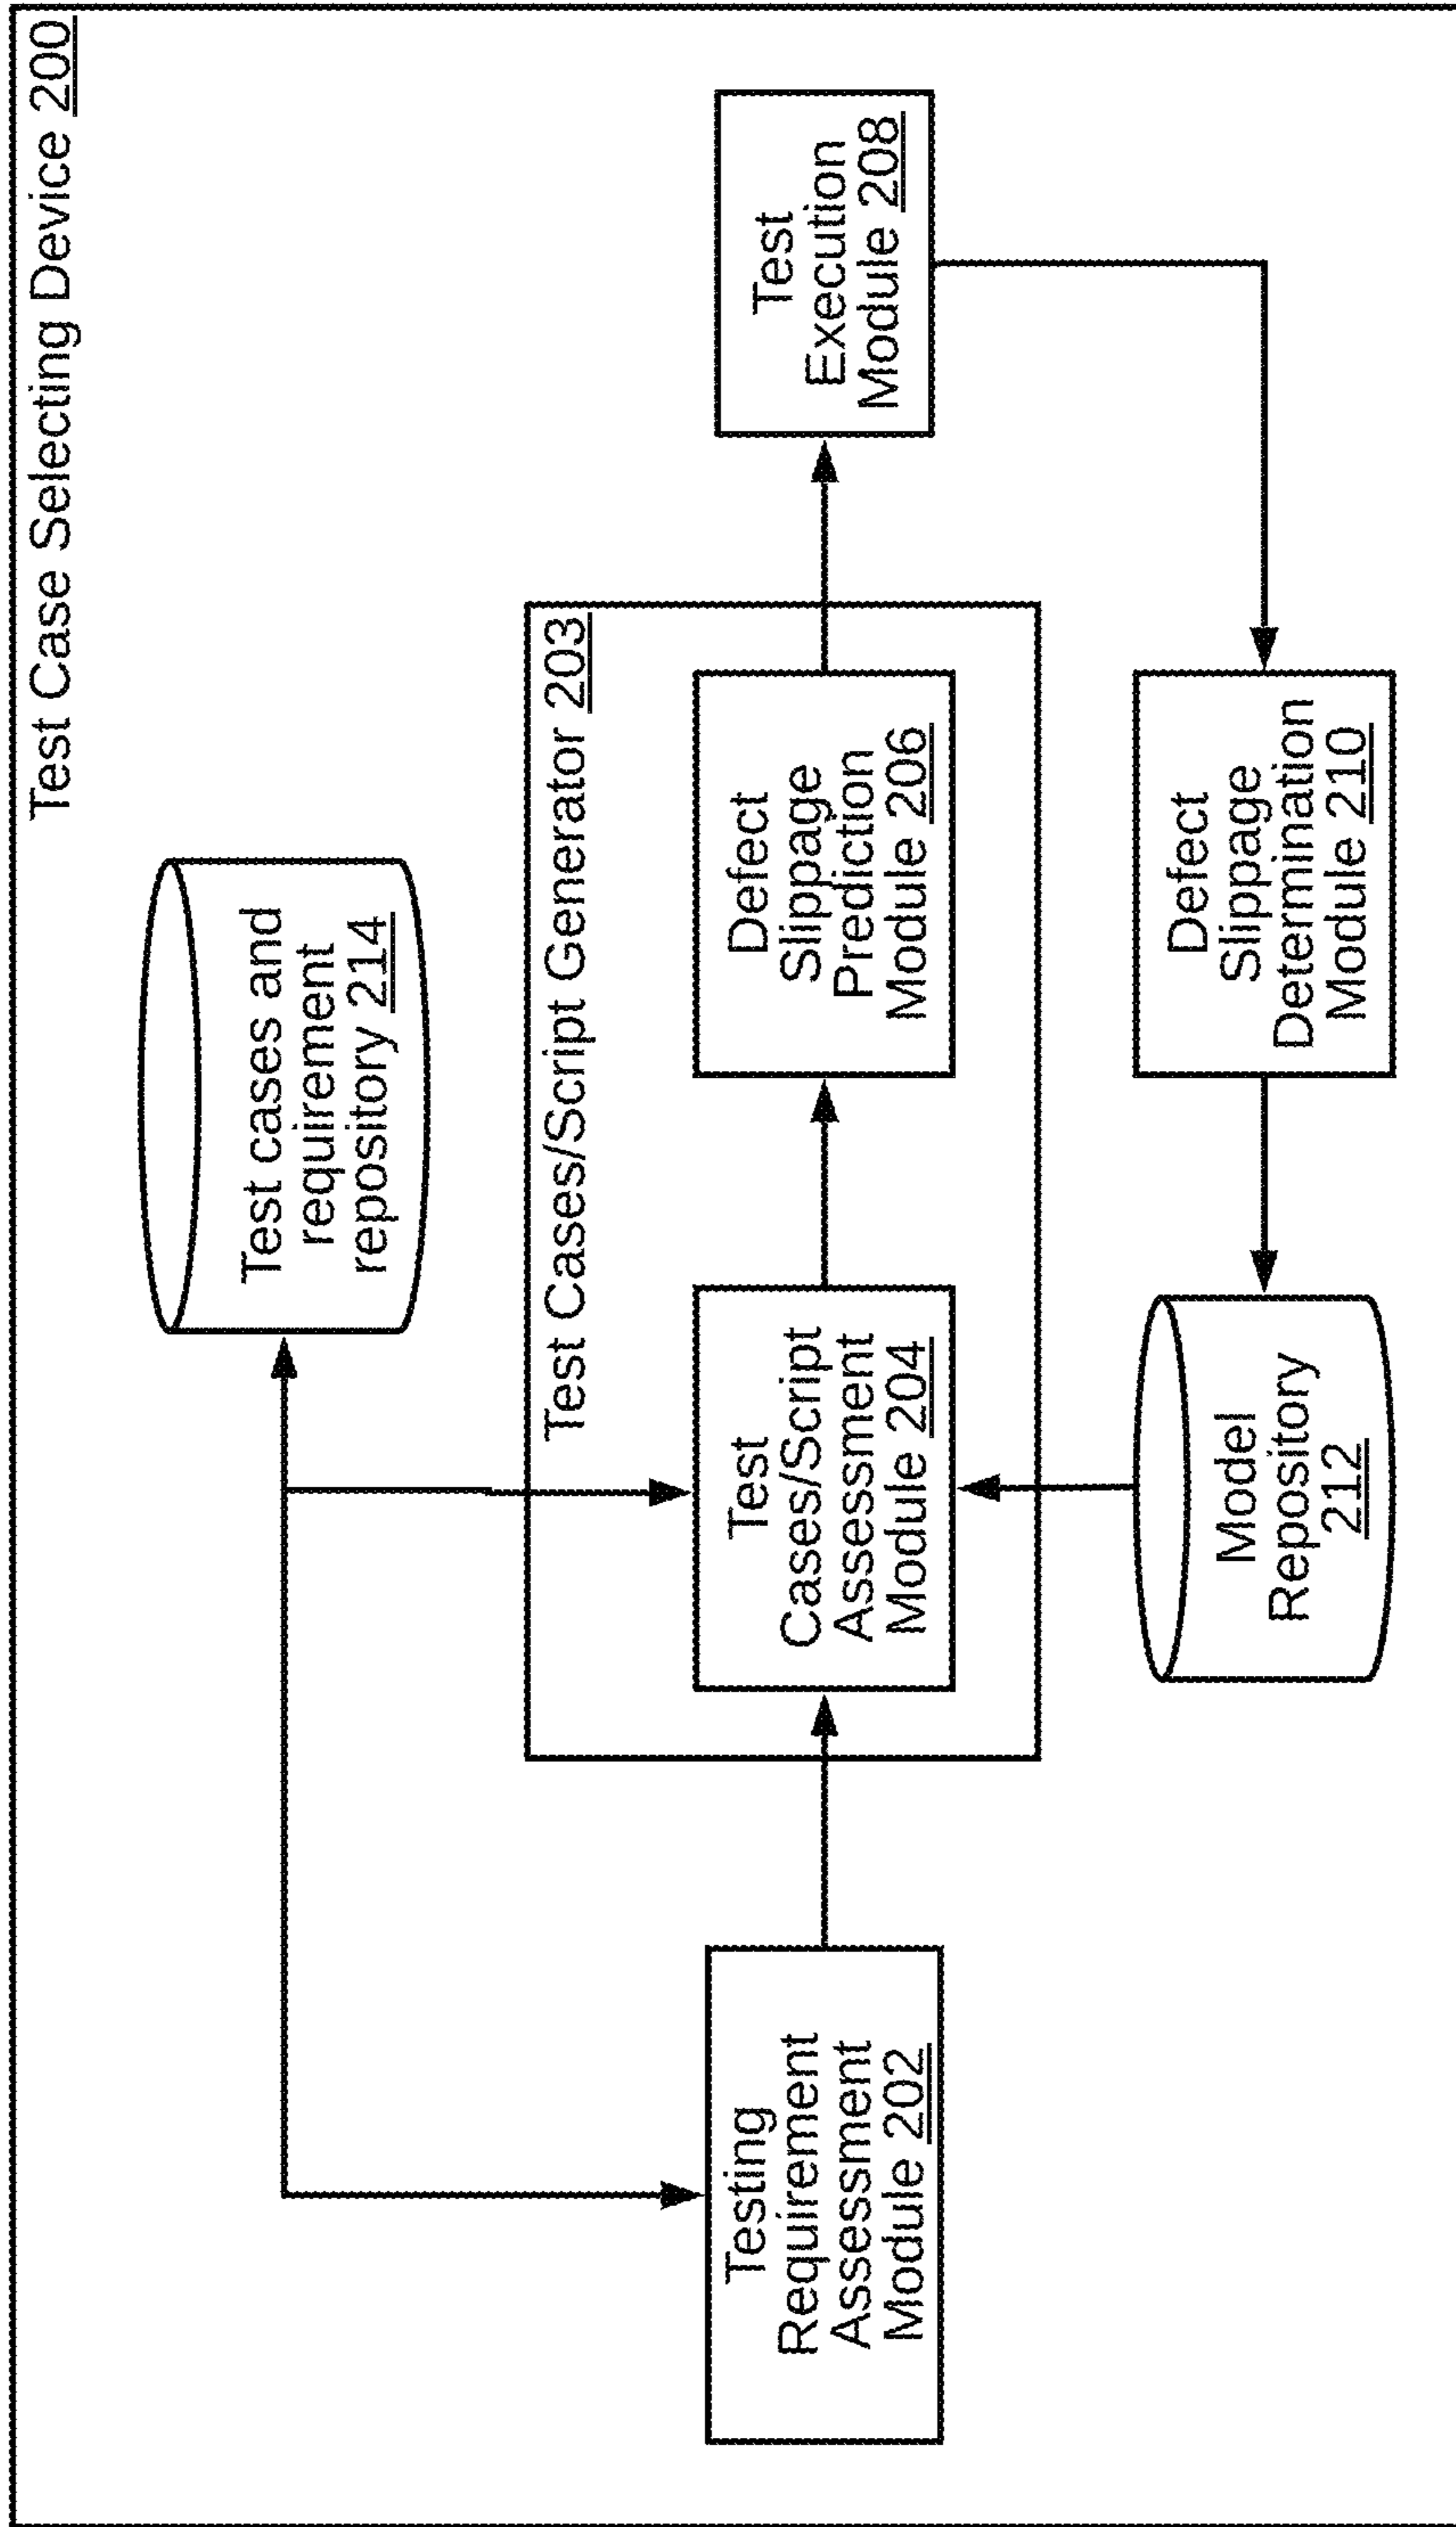 Test Case Selecting Device 200
Test cases and
requirement
repository 214
Test Cases/Script Generator 203
Testing
Requirement
Assessment
Module 202
Test
Cases/Script
Assessment
Module 204
Defect
Slippage
Prediction
Module 206
Test
Execution
Module 208
Model
Repository
212
Defect
Slippage
Determination
Module 210